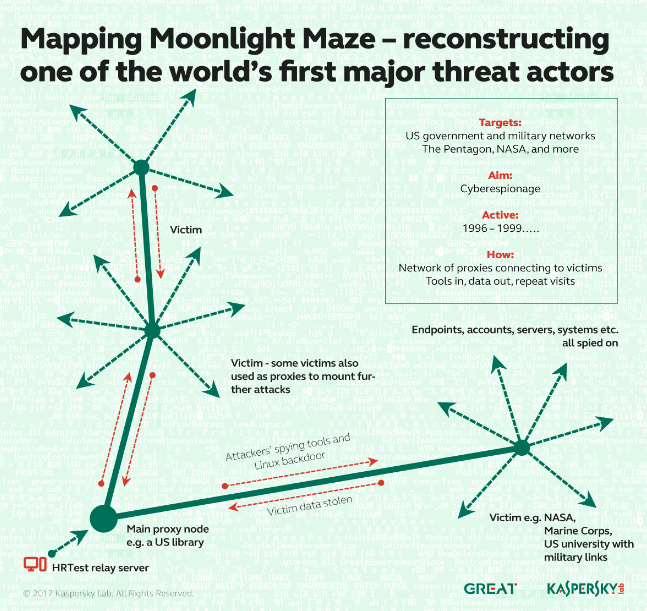 Mapping Moonlight Maze – reconstructing
one of the world's first major threat actors
Targets:
US government and military networks
The Pentagon, NASA, and more
Aim:
Cyberespionage
Active:
1996 – 1999.....
How:
Network of proxies connecting to victims
Tools in, data out, repeat visits
Victim
Endpoints, accounts, servers, systems etc.
all spied on
Victim - some victims also
used as proxies to mount fur-
ther attacks
Attackers' spying tools and
Linux backdoor
Victim data stolen
Main proxy node
e.g. a US library
Victim e.g. NASA,
Marine Corps,
US university with
military links
HRTest relay server
© 2017 Kaspersky Lab. All Rights Reserved.
GREAT
KASPERSKY lab